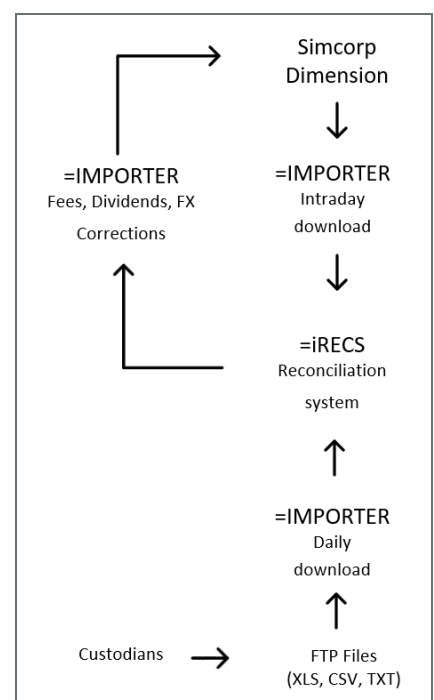 Simcorp
Dimension
=IMPORTER
Fees, Dividends, FX
Corrections
=IMPORTER
Intraday
download
=iRECS
Reconciliation
system
=IMPORTER
Daily
download
Custodians
FTP Files
(XLS, CSV, TXT)